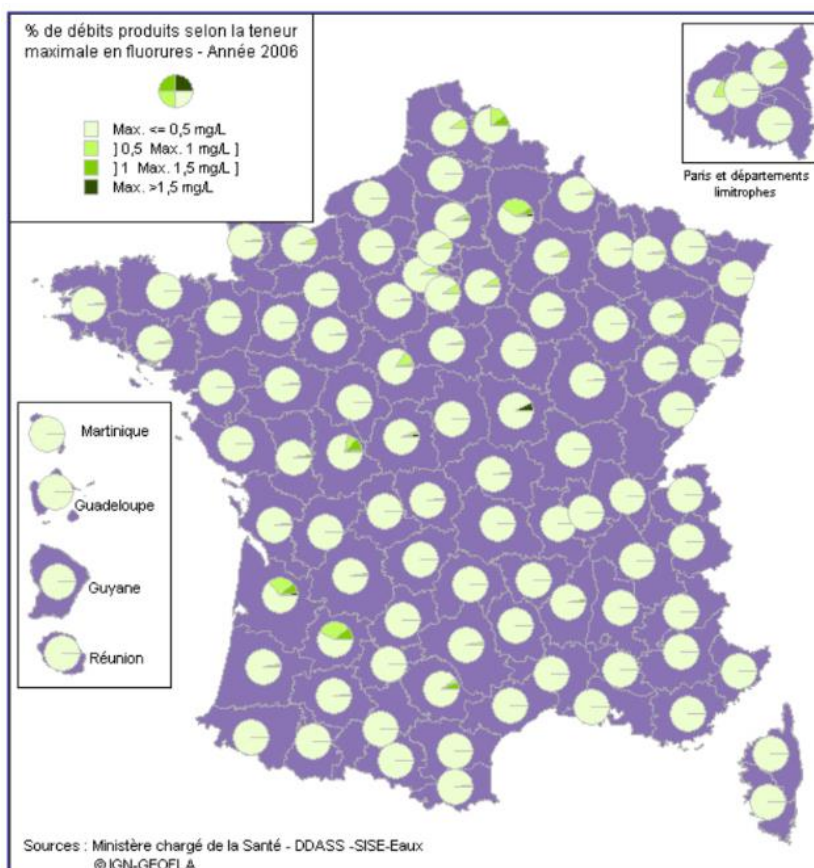 % de débits produits selon la teneur
maximale en fluorures - Année 2006
Max. <= 0,5 mg/L
] 0,5 Max. 1 mg/L ]
] 1 Max. 1,5 mg/L ]
Max. >1,5 mg/L
Paris et départements
limitrophes
Martinique
Guadeloupe
Guyane
Réunion
Sources : Ministère chargé de la Santé - DDASS -SISE-Eaux
©IGN-GEOFLA